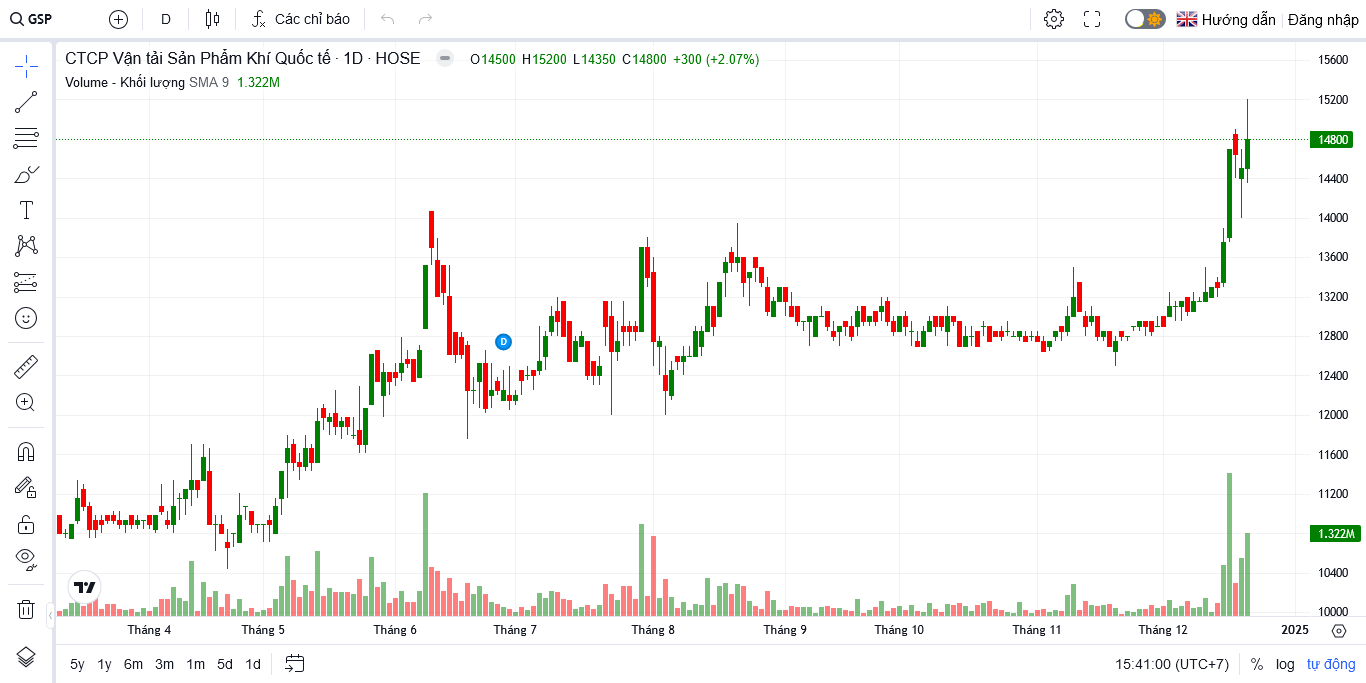 GSP D Các chỉ báo Hướng dẫn Đăng nhập
CTCP Vận tải Sản Phẩm Khí Quốc tế · 1D · HOSE O14500 H15200 L14350 C14800 +300 (+2.07%)
Volume - Khối lượng SMA 9 1.322M
15600
15200
14800
14400
14000
13600
13200
12800
12400
12000
11600
11200
1.322M
10400
10000
D
Tháng 4 Tháng 5 Tháng 6 Tháng 7 Tháng 8 Tháng 9 Tháng 10 Tháng 11 Tháng 12 2025
5y 1y 6m 3m 1m 5d 1d 15:41:00 (UTC+7) % log tự động